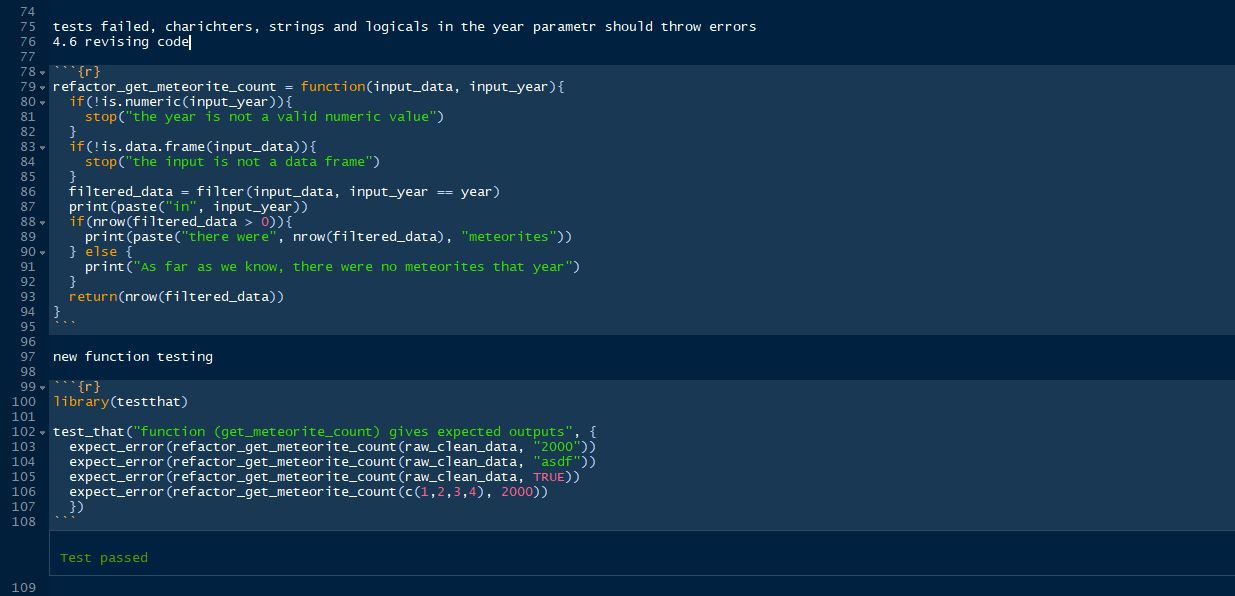 74
75 tests failed, charichters, strings and logicals in the year parametr should throw errors
76 4.6 revising code
77
78 ```{r}
79 refactor_get_meteorite_count = function(input_data, input_year){
80   if(!is.numeric(input_year)){
81     stop("the year is not a valid numeric value")
82   }
83   if(!is.data.frame(input_data)){
84     stop("the input is not a data frame")
85   }
86   filtered_data = filter(input_data, input_year == year)
87   print(paste("in", input_year))
88   if(nrow(filtered_data > 0)){
89     print(paste("there were", nrow(filtered_data), "meteorites"))
90   } else {
91     print("As far as we know, there were no meteorites that year")
92   }
93   return(nrow(filtered_data))
94 }
95 ```
96
97 new function testing
98
99 ```{r}
100 library(testthat)
101
102 test_that("function (get_meteorite_count) gives expected outputs", {
103   expect_error(refactor_get_meteorite_count(raw_clean_data, "2000"))
104   expect_error(refactor_get_meteorite_count(raw_clean_data, "asdf"))
105   expect_error(refactor_get_meteorite_count(raw_clean_data, TRUE))
106   expect_error(refactor_get_meteorite_count(c(1,2,3,4), 2000))
107   })
108 ```
Test passed
109